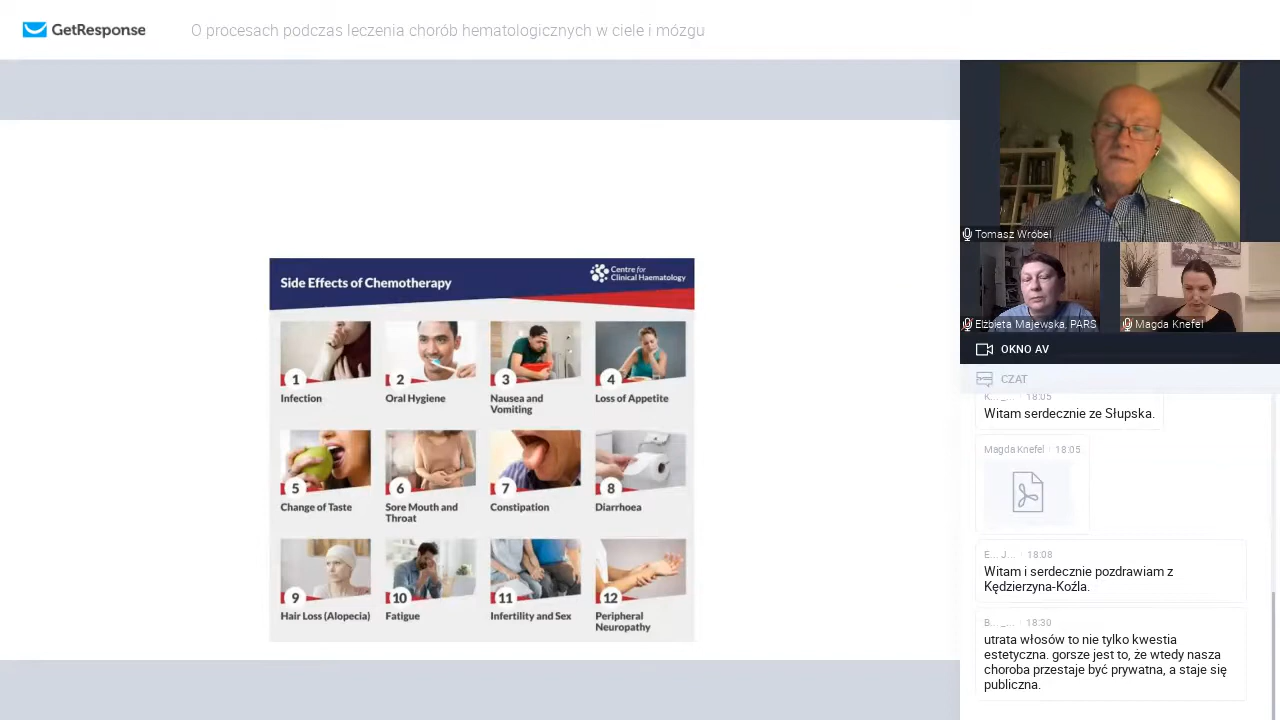 GetResponse
O procesach podczas leczenia chorób hematologicznych w ciele i mózgu
Side Effects of Chemotherapy
Centre for
Clinical Haematology
1
Infection
2
Oral Hygiene
3
Nausea and
Vomiting
4
Loss of Appetite
5
Change of Taste
6
Sore Mouth and
Throat
7
Constipation
8
Diarrhoea
9
Hair Loss (Alopecia)
10
Fatigue
11
Infertility and Sex
12
Peripheral
Neuropathy
Tomasz Wróbel
Elżbieta Majewska, PARS
Magda Knefel
OKNO AV
CZAT
K... _... 18:05
Witam serdecznie ze Słupska.
Magda Knefel 18:05
E... J... 18:08
Witam i serdecznie pozdrawiam z
Kędzierzyna-Koźla.
B... _... 18:30
utrata włosów to nie tylko kwestia
estetyczna. gorsze jest to, że wtedy nasza
choroba przestaje być prywatna, a staje się
publiczna.